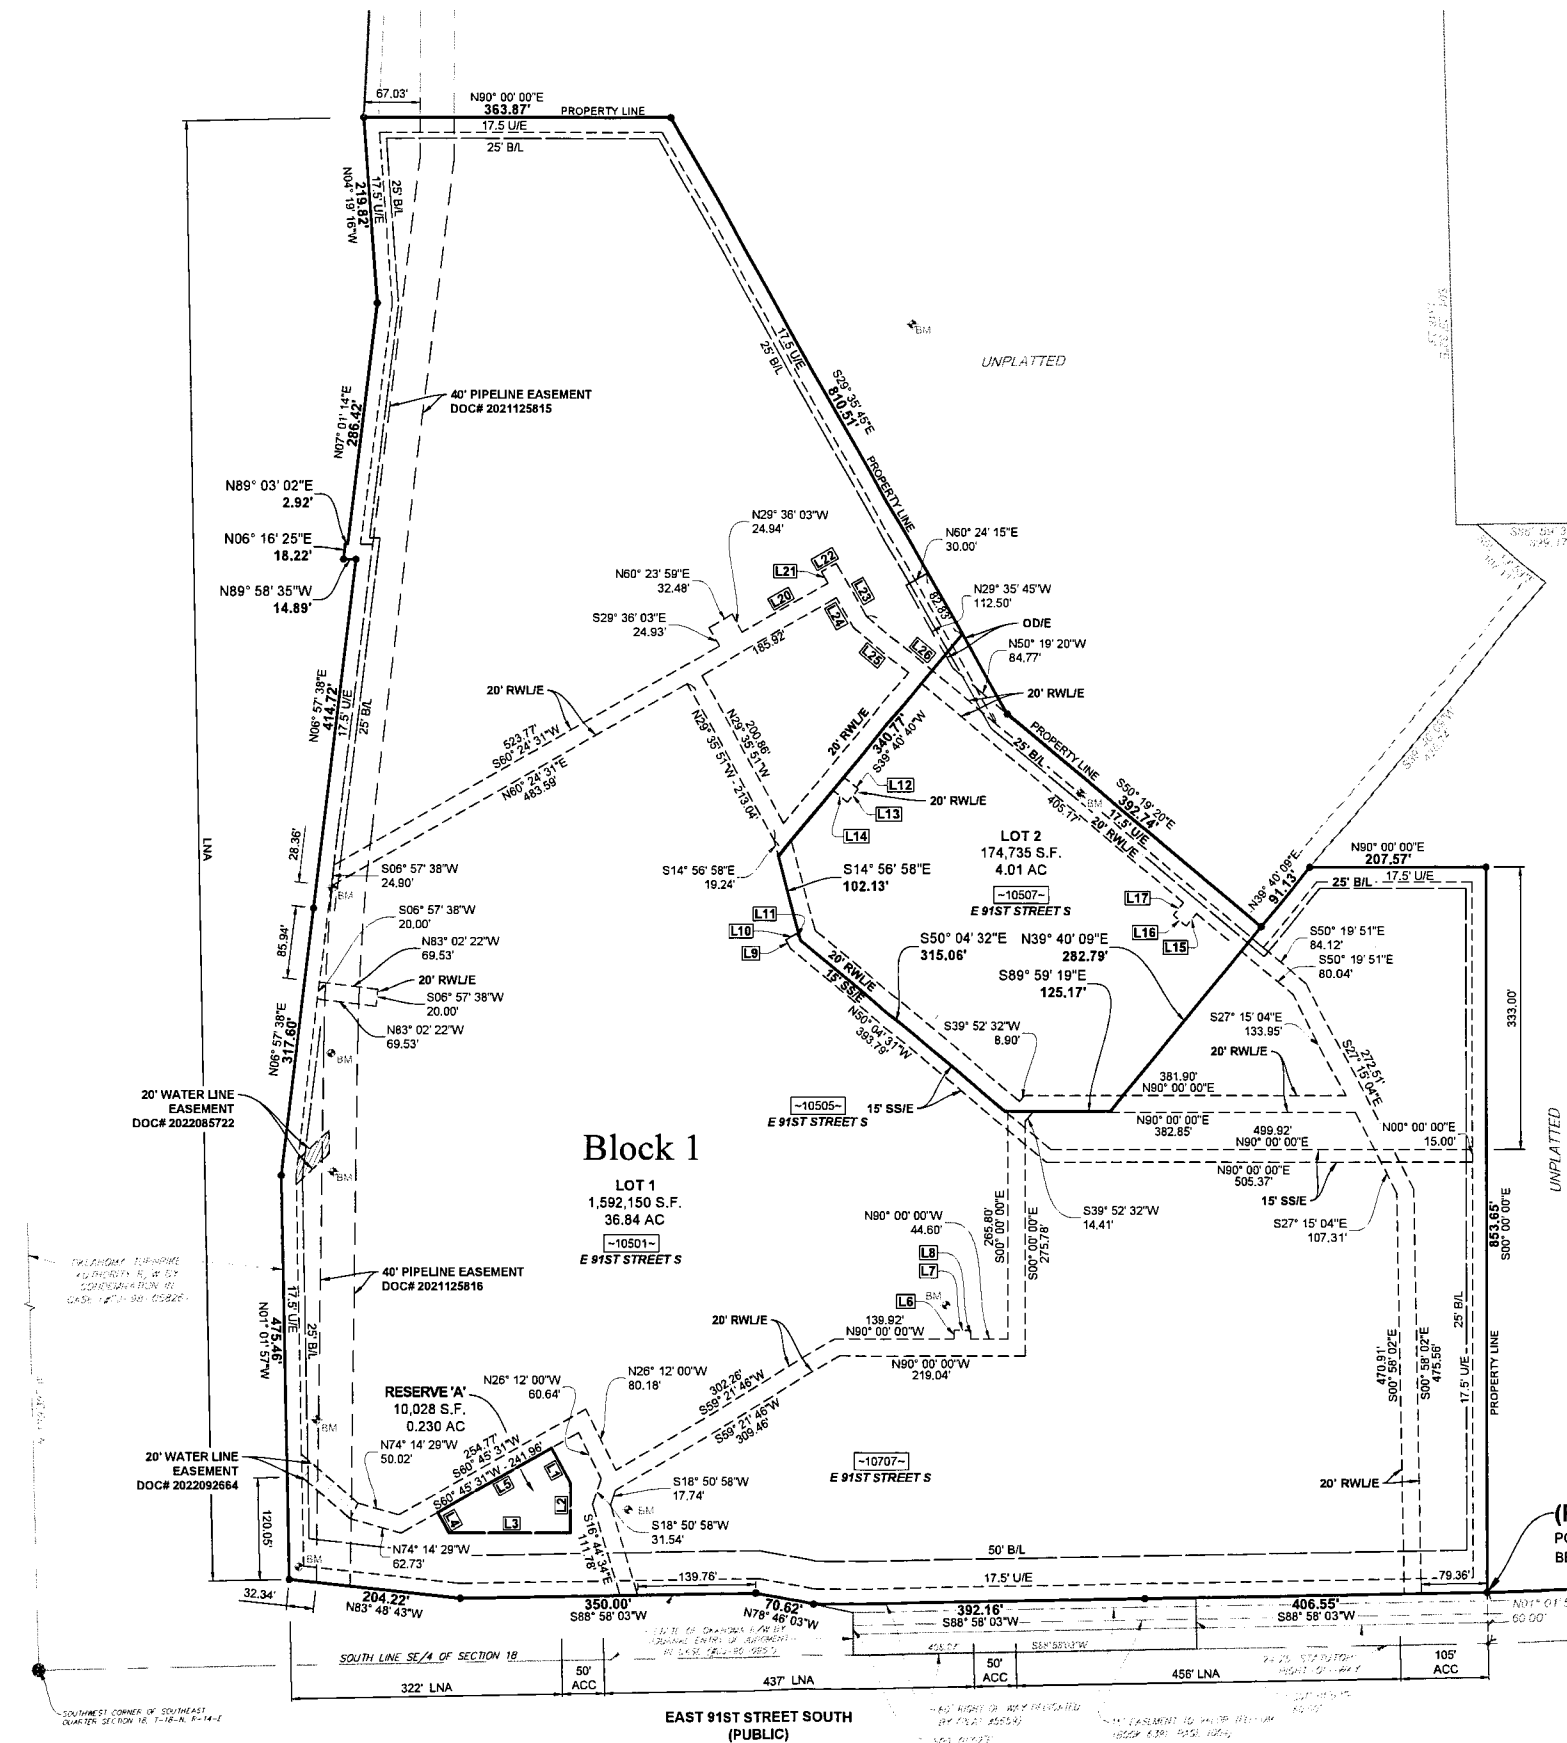 67.03'
N90° 00' 00"E
363.87'
PROPERTY LINE
17.5 U/E
25' B/L
N04° 19' 16"W
219.82'
17.5' U/E
25' B/L
17.5 U/E
25' B/L
S29° 35' 45"E
810.51'
PROPERTY LINE
BM
UNPLATTED
40' PIPELINE EASEMENT
DOC# 2021125815
N07° 01' 14"E
286.42'
N89° 03' 02"E
2.92'
N06° 16' 25"E
18.22'
N89° 58' 35"W
14.89'
N29° 36' 03"W
24.94'
N60° 24' 15"E
30.00'
N60° 23' 59"E
32.48'
L21
L22
L20
L23
L24
L25
L26
82.83'
N29° 35' 45"W
112.50'
S29° 36' 03"E
24.93'
185.92'
OD/E
N50° 19' 20"W
84.77'
20' RWL/E
20' RWL/E
N06° 57' 38"E
414.72'
17.5' U/E
25' B/L
523.77'
S60° 24' 31"W
N60° 24' 31"E
483.59'
200.86'
N29° 35' 51"W
N29° 35' 51"W - 213.04'
20' RWL/E
340.77'
S39° 40' 40"W
L12
L13
L14
20' RWL/E
25' B/L
PROPERTY LINE
S50° 19' 20"E
392.74'
17.5' U/E
20' RWL/E
405.17'
BM
LNA
28.36'
S06° 57' 38"W
24.90'
BM
S14° 56' 58"E
19.24'
S14° 56' 58"E
102.13'
LOT 2
174,735 S.F.
4.01 AC
~10507~
E 91ST STREET S
N39° 40' 09"E
91.13'
N90° 00' 00"E
207.57'
17.5' U/E
25' B/L
L17
L16
L15
L11
L10
L9
85.94'
S06° 57' 38"W
20.00'
N83° 02' 22"W
69.53'
20' RWL/E
S06° 57' 38"W
20.00'
N83° 02' 22"W
69.53'
N06° 57' 38"E
317.60'
BM
20' RWL/E
15' SS/E
S50° 04' 32"E
315.06'
N39° 40' 09"E
282.79'
S89° 59' 19"E
125.17'
S50° 19' 51"E
84.12'
S50° 19' 51"E
80.04'
N50° 04' 31"W
393.79'
S39° 52' 32"W
8.90'
S27° 15' 04"E
133.95'
20' RWL/E
272.51'
S27° 15' 04"E
333.00'
381.90'
N90° 00' 00"E
20' WATER LINE
EASEMENT
DOC# 2022085722
~10505~
E 91ST STREET S
15' SS/E
N90° 00' 00"E
382.85'
499.92'
N90° 00' 00"E
N00° 00' 00"E
15.00'
N90° 00' 00"E
505.37'
15' SS/E
UNPLATTED
BM
Block 1
LOT 1
1,592,150 S.F.
36.84 AC
~10501~
E 91ST STREET S
265.80'
S00° 00' 00"E
S00° 00' 00"E
275.78'
S39° 52' 32"W
14.41'
S27° 15' 04"E
107.31'
853.65'
S00° 00' 00"E
N90° 00' 00"W
44.60'
L8
L7
L6
BM
40' PIPELINE EASEMENT
DOC# 2021125816
N01° 01' 57"W
475.46'
17.5' U/E
25' B/L
20' RWL/E
139.92'
N90° 00' 00"W
N90° 00' 00"W
219.04'
470.91'
S00° 58' 02"E
S00° 58' 02"E
475.56'
25' B/L
17.5' U/E
PROPERTY LINE
RESERVE 'A'
10,028 S.F.
0.230 AC
N26° 12' 00"W
60.64'
N26° 12' 00"W
80.18'
302.26'
S59° 21' 46"W
S59° 21' 46"W
309.46'
BM
20' WATER LINE
EASEMENT
DOC# 2022092664
N74° 14' 29"W
50.02'
254.77'
S60° 45' 31"W
S60° 45' 31"W - 241.96'
L5
L1
L2
L3
L4
~10707~
E 91ST STREET S
S18° 50' 58"W
17.74'
BM
S18° 50' 58"W
31.54'
20' RWL/E
120.05'
N74° 14' 29"W
62.73'
S16° 44' 34"E
111.78'
50' B/L
BM
139.76'
17.5' U/E
79.36'
32.34'
204.22'
N83° 48' 43"W
350.00'
S88° 58' 03"W
70.62'
N78° 46' 03"W
392.16'
S88° 58' 03"W
406.55'
S88° 58' 03"W
60.00'
SOUTH LINE SE/4 OF SECTION 18
322' LNA
50'
ACC
437' LNA
50'
ACC
456' LNA
105'
ACC
SOUTHWEST CORNER OF SOUTHEAST
QUARTER SECTION 18, T-18-N, R-14-E
EAST 91ST STREET SOUTH
(PUBLIC)